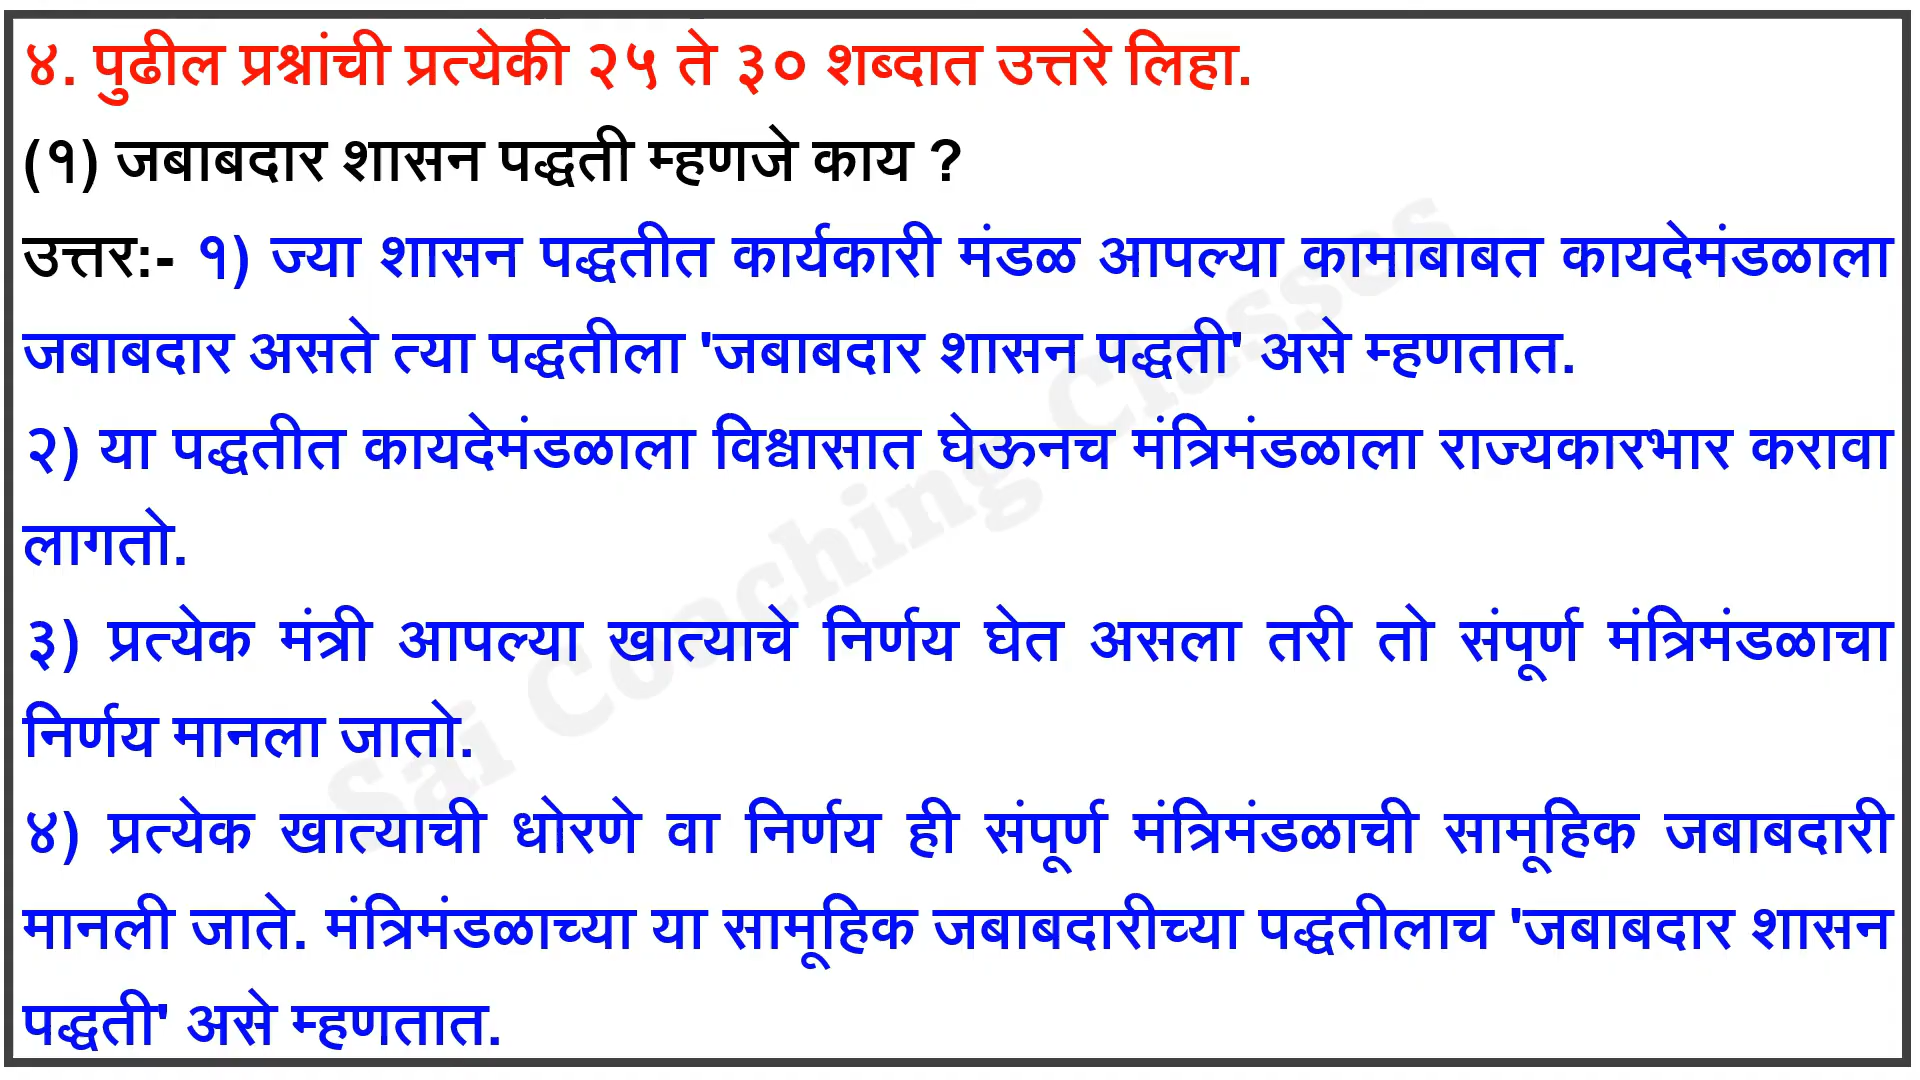 ४. पुढील प्रश्नांची प्रत्येकी २५ ते ३० शब्दात उत्तरे लिहा.
(१) जबाबदार शासन पद्धती म्हणजे काय ?
उत्तर:- १) ज्या शासन पद्धतीत कार्यकारी मंडळ आपल्या कामाबाबत कायदेमंडळाला
जबाबदार असते त्या पद्धतीला 'जबाबदार शासन पद्धती' असे म्हणतात.
२) या पद्धतीत कायदेमंडळाला विश्वासात घेऊनच मंत्रिमंडळाला राज्यकारभार करावा
लागतो.
३) प्रत्येक मंत्री आपल्या खात्याचे निर्णय घेत असला तरी तो संपूर्ण मंत्रिमंडळाचा
निर्णय मानला जातो.
४) प्रत्येक खात्याची धोरणे वा निर्णय ही संपूर्ण मंत्रिमंडळाची सामूहिक जबाबदारी
मानली जाते. मंत्रिमंडळाच्या या सामूहिक जबाबदारीच्या पद्धतीलाच 'जबाबदार शासन
पद्धती' असे म्हणतात.
Sai Coaching Classes